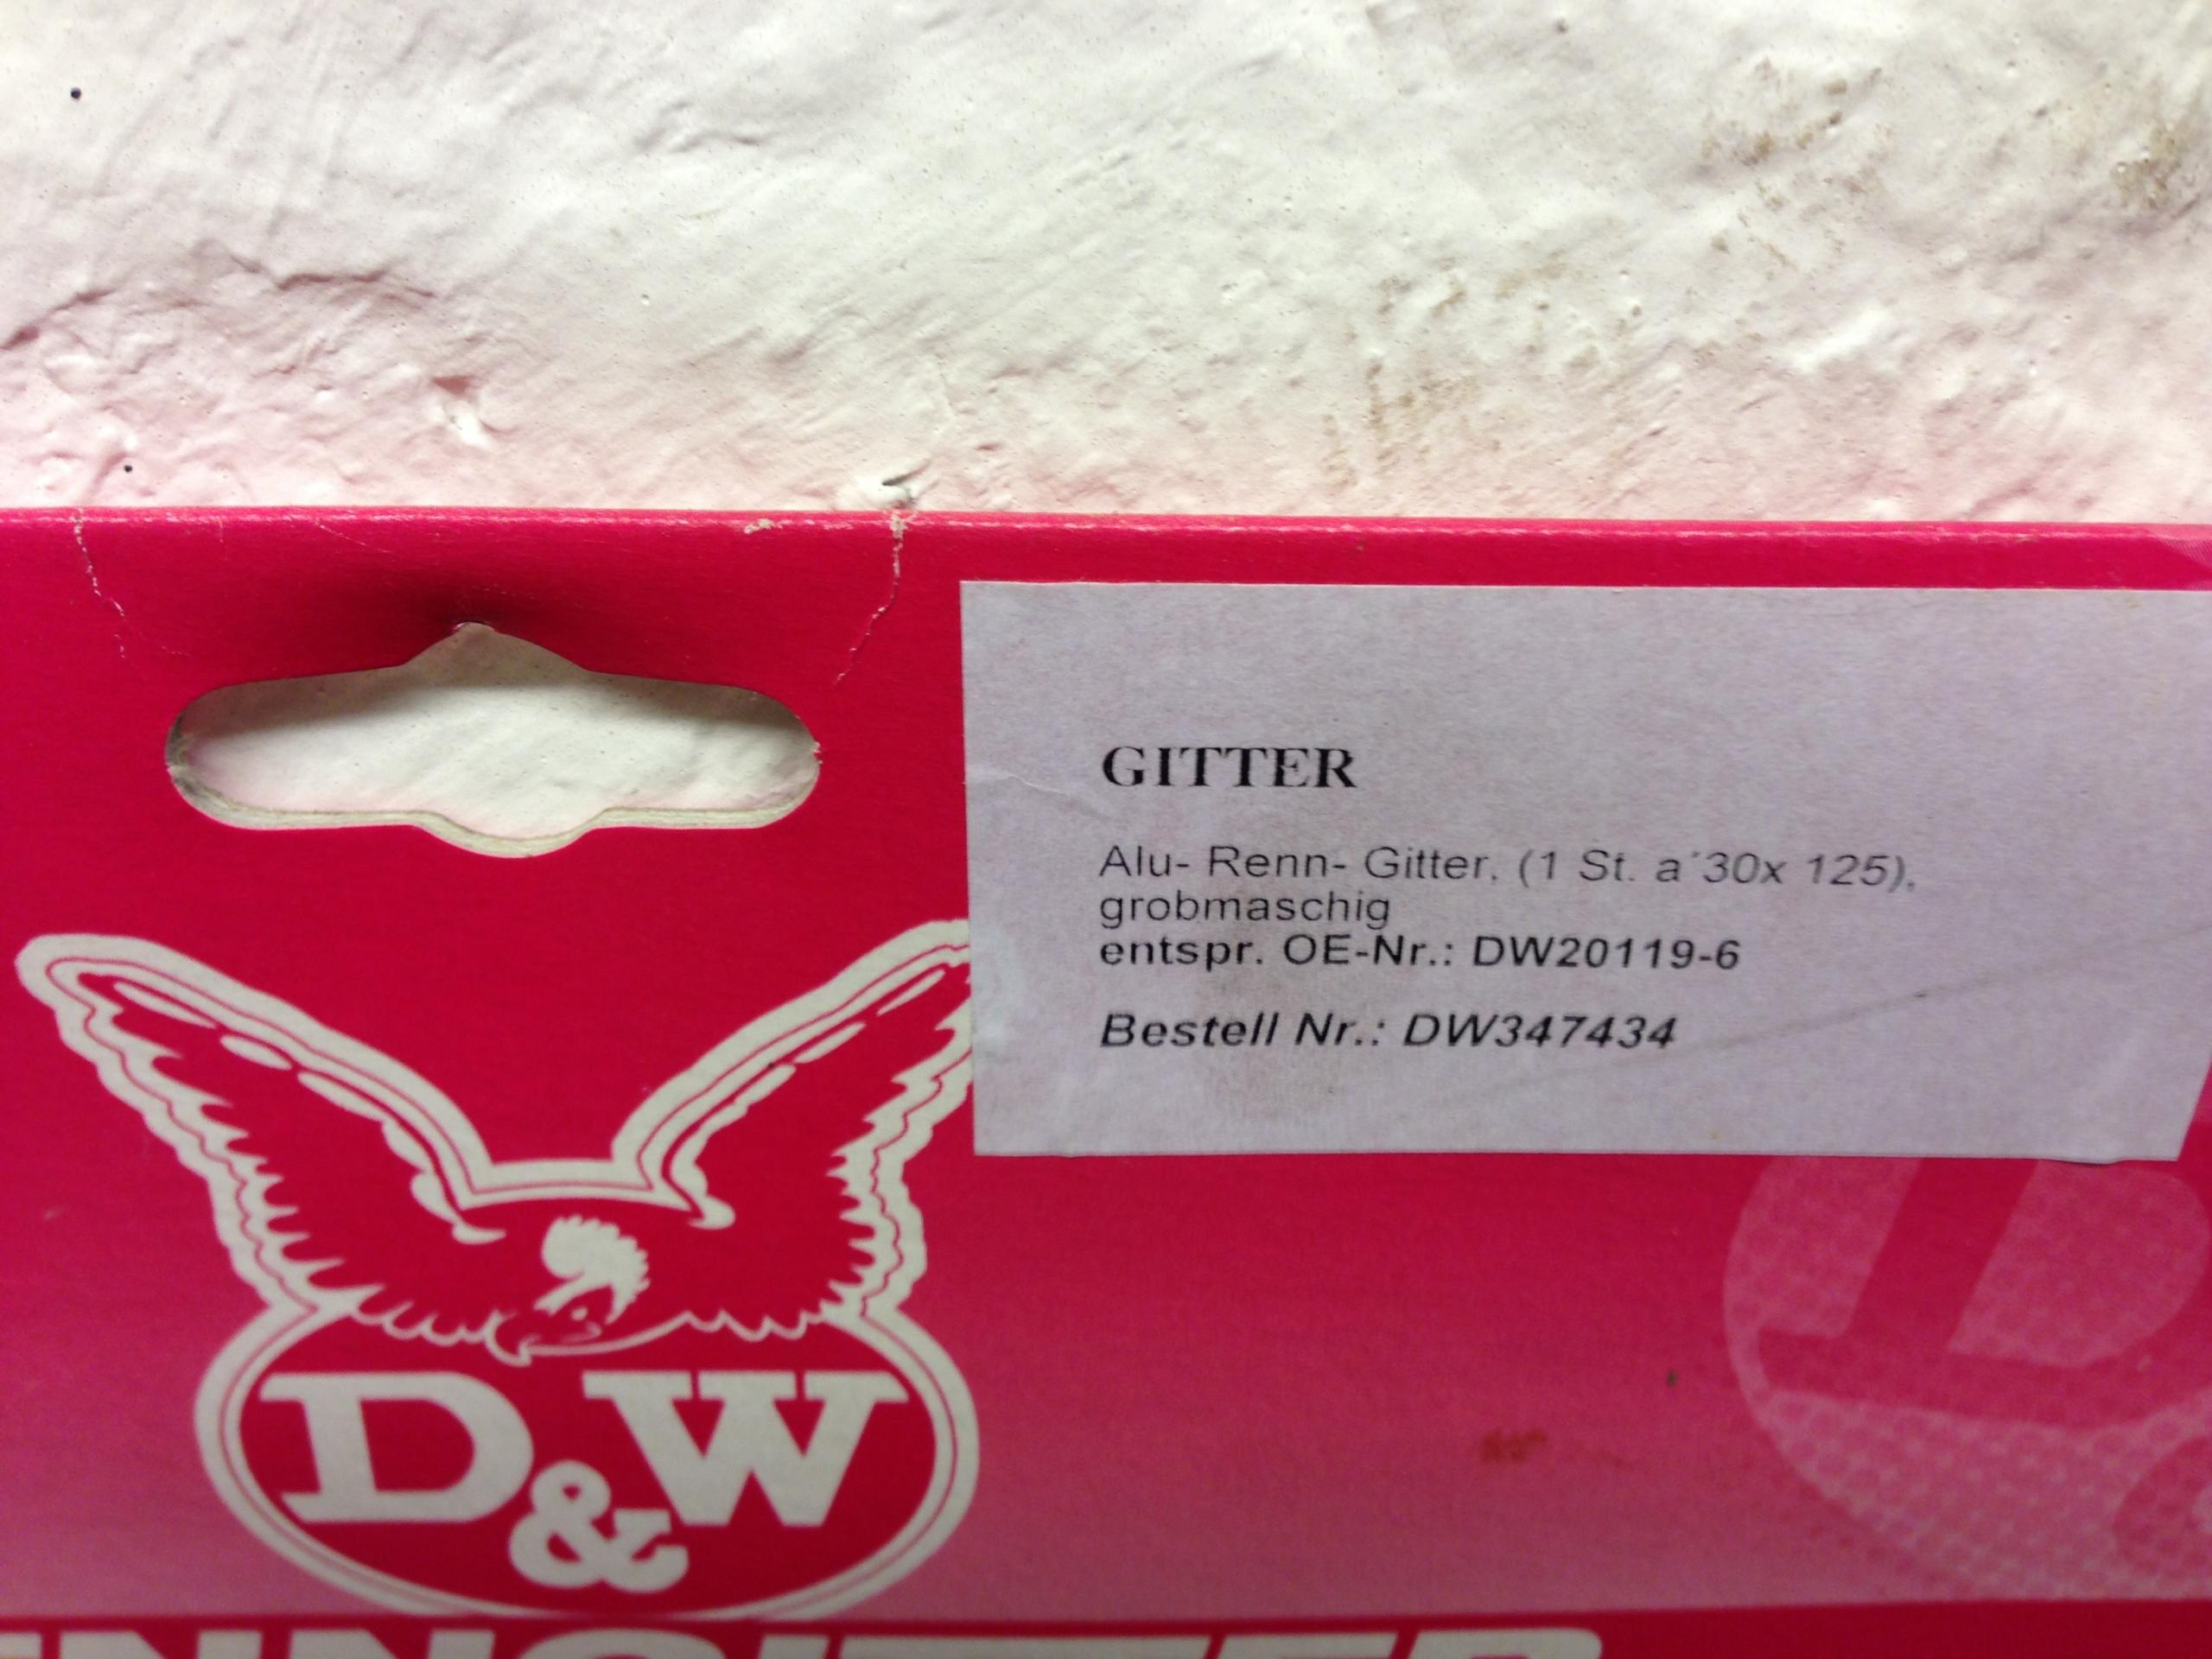 GITTER
Alu- Renn- Gitter, (1 St. a´30x 125),
grobmaschig
entspr. OE-Nr.: DW20119-6
Bestell Nr.: DW347434
D&W